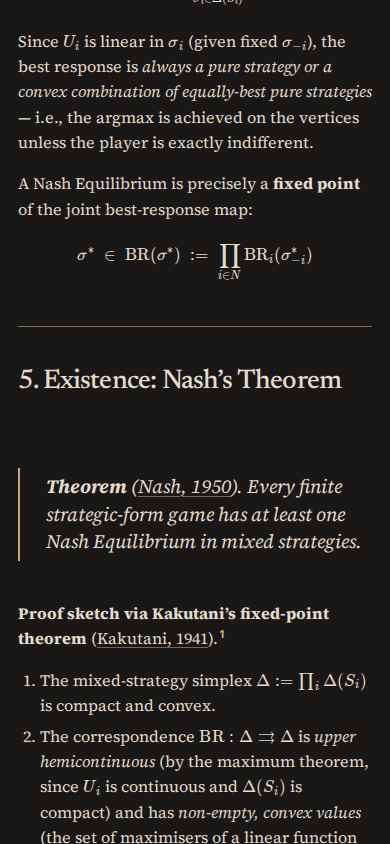 Since Uᵢ is linear in σᵢ (given fixed σ₋ᵢ), the
best response is always a pure strategy or a
convex combination of equally-best pure strategies
— i.e., the argmax is achieved on the vertices
unless the player is exactly indifferent.
A Nash Equilibrium is precisely a fixed point
of the joint best-response map:
σ* ∈ BR(σ*) := ∏_{i∈N} BRᵢ(σ*₋ᵢ)
5. Existence: Nash’s Theorem
Theorem (Nash, 1950). Every finite
strategic-form game has at least one
Nash Equilibrium in mixed strategies.
Proof sketch via Kakutani’s fixed-point
theorem (Kakutani, 1941).¹
1. The mixed-strategy simplex Δ := ∏ᵢ Δ(Sᵢ)
is compact and convex.
2. The correspondence BR : Δ ⇉ Δ is upper
hemicontinuous (by the maximum theorem,
since Uᵢ is continuous and Δ(Sᵢ) is
compact) and has non-empty, convex values
(the set of maximisers of a linear function